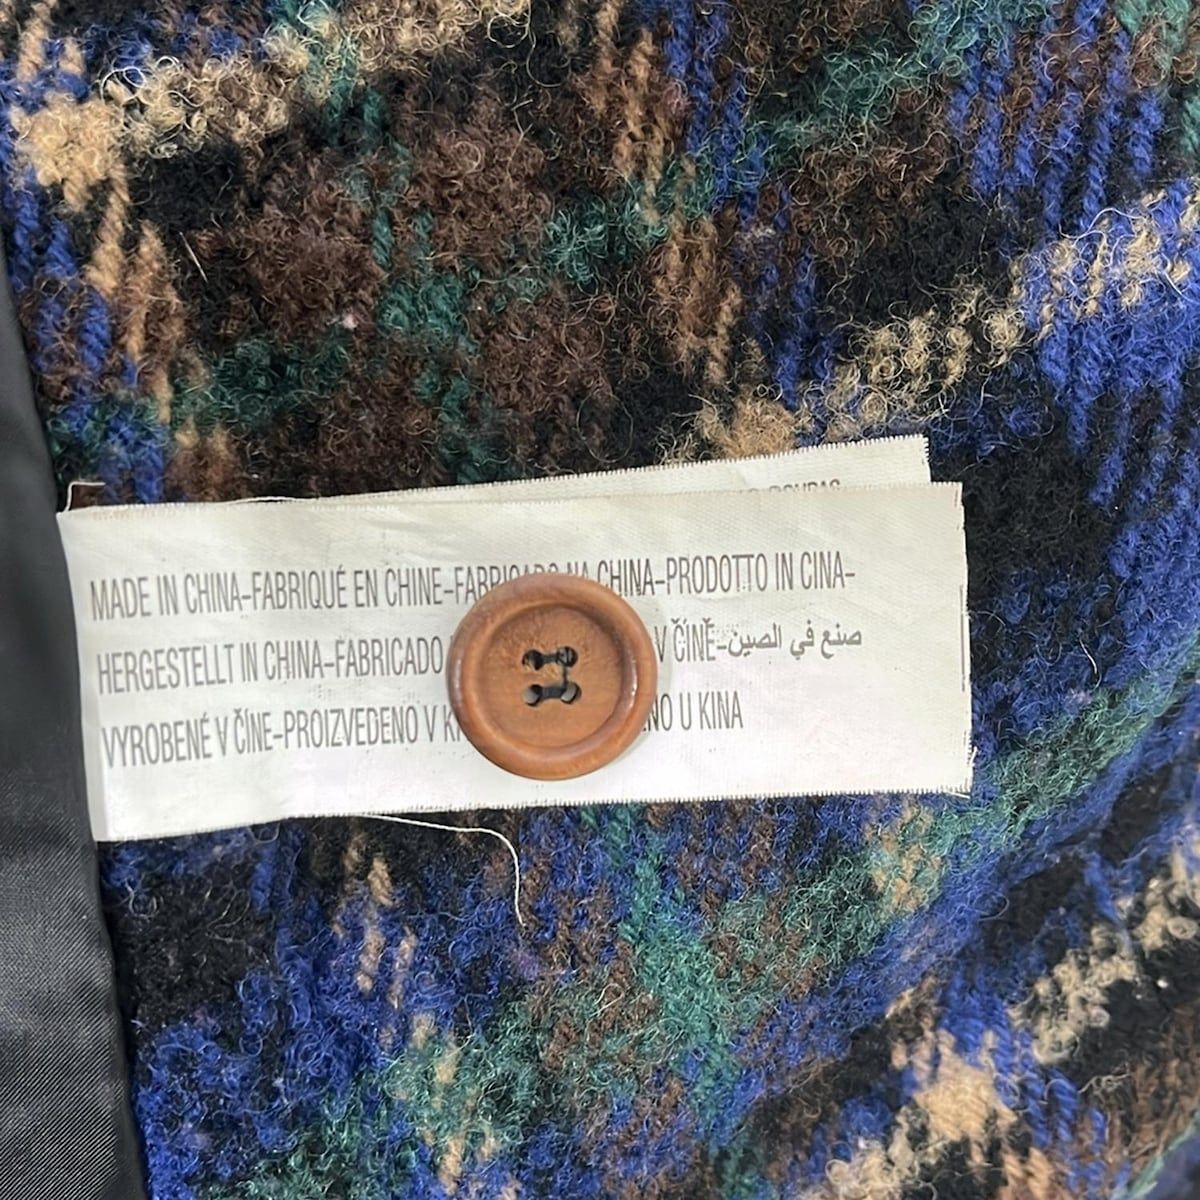 MADE IN CHINA-FABRIQUÉ EN CHINE-FABRICADO NA CHINA-PRODOTTO IN CINA-
HERGESTELLT IN CHINA-FABRICADO V ČÍNĚ-صنع في الصين
VYROBENÉ V ČÍNE-PROIZVEDENO V U KINA